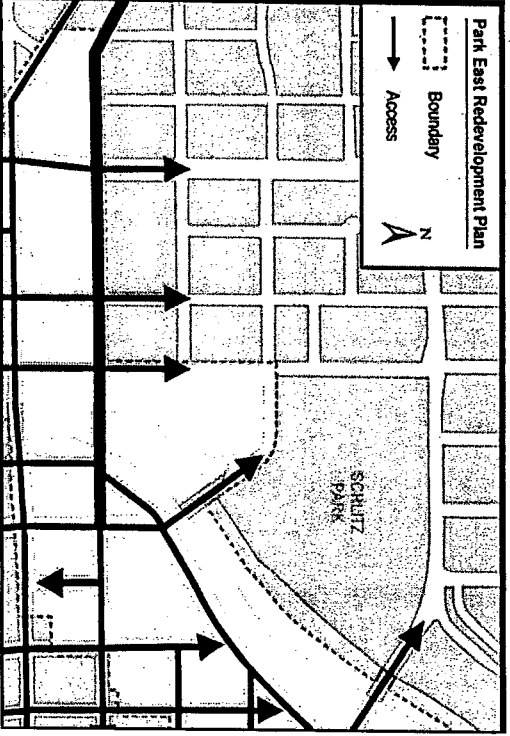 Park East Redevelopment Plan
Boundary
Access
N
SCHLITZ
PARK